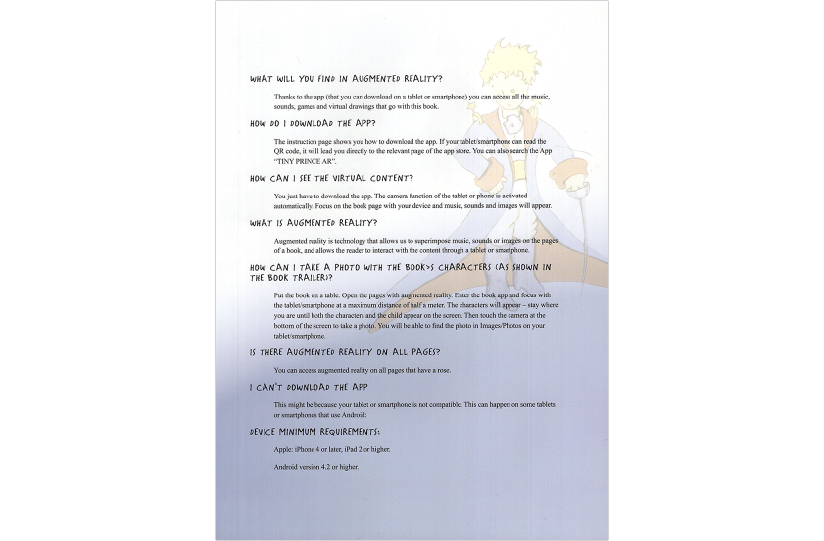 WHAT WILL YOU FIND IN AUGMENTED REALITY?
Thanks to the app (that you can download on a tablet or smartphone) you can access all the music,
sounds, games and virtual drawings that go with this book.
HOW DO I DOWNLOAD THE APP?
The instruction page shows you how to download the app. If your tablet/smartphone can read the
QR code, it will lead you directly to the relevant page of the app store. You can also search the App
“TINY PRINCE AR”.
HOW CAN I SEE THE VIRTUAL CONTENT?
You just have to download the app. The camera function of the tablet or phone is activated
automatically. Focus on the book page with your device and music, sounds and images will appear.
WHAT IS AUGMENTED REALITY?
Augmented reality is technology that allows us to superimpose music, sounds or images on the pages
of a book, and allows the reader to interact with the content through a tablet or smartphone.
HOW CAN I TAKE A PHOTO WITH THE BOOK>S CHARACTERS (AS SHOWN IN
THE BOOK TRAILER)?
Put the book on a table. Open the pages with augmented reality. Enter the book app and focus with
the tablet/smartphone at a maximum distance of half a meter. The characters will appear – stay where
you are until both the characters and the child appear on the screen. Then touch the camera at the
bottom of the screen to take a photo. You will be able to find the photo in Images/Photos on your
tablet/smartphone.
IS THERE AUGMENTED REALITY ON ALL PAGES?
You can access augmented reality on all pages that have a rose.
I CAN'T DOWNLOAD THE APP
This might be because your tablet or smartphone is not compatible. This can happen on some tablets
or smartphones that use Android:
DEVICE MINIMUM REQUIREMENTS:
Apple: iPhone 4 or later, iPad 2 or higher.
Android version 4.2 or higher.